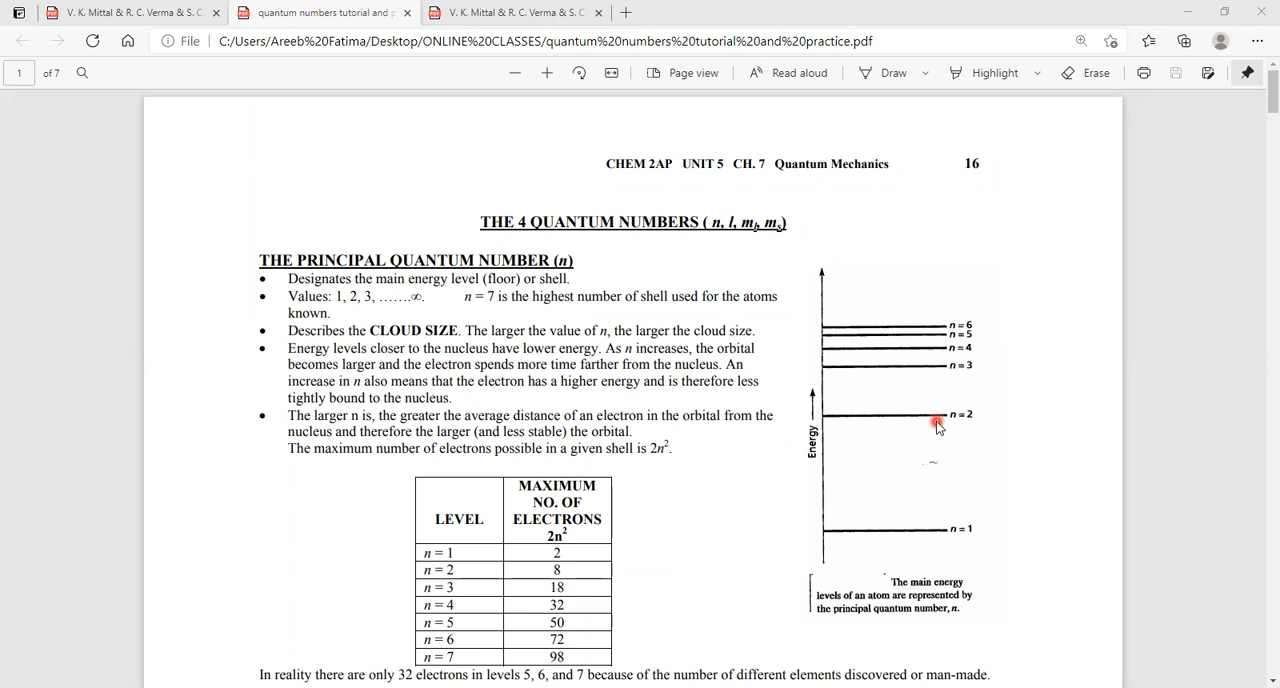 V. K. Mittal & R. C. Verma & S. C.
quantum numbers tutorial and p
V. K. Mittal & R. C. Verma & S. C
File | C:/Users/Areeb%20Fatima/Desktop/ONLINE%20CLASSES/quantum%20numbers%20tutorial%20and%20practice.pdf
1 of 7
Page view
Read aloud
Draw
Highlight
Erase
CHEM 2AP UNIT 5 CH. 7 Quantum Mechanics 16
THE 4 QUANTUM NUMBERS ( n, l, ml, ms)
THE PRINCIPAL QUANTUM NUMBER (n)
• Designates the main energy level (floor) or shell.
• Values: 1, 2, 3, …….∞. n = 7 is the highest number of shell used for the atoms
known.
• Describes the CLOUD SIZE. The larger the value of n, the larger the cloud size.
• Energy levels closer to the nucleus have lower energy. As n increases, the orbital
becomes larger and the electron spends more time farther from the nucleus. An
increase in n also means that the electron has a higher energy and is therefore less
tightly bound to the nucleus.
• The larger n is, the greater the average distance of an electron in the orbital from the
nucleus and therefore the larger (and less stable) the orbital.
The maximum number of electrons possible in a given shell is 2n².
LEVEL
MAXIMUM
NO. OF
ELECTRONS
2n²
n = 1 2
n = 2 8
n = 3 18
n = 4 32
n = 5 50
n = 6 72
n = 7 98
Energy
n = 6
n = 5
n = 4
n = 3
n = 2
n = 1
The main energy
levels of an atom are represented by
the principal quantum number, n.
In reality there are only 32 electrons in levels 5, 6, and 7 because of the number of different elements discovered or man-made.